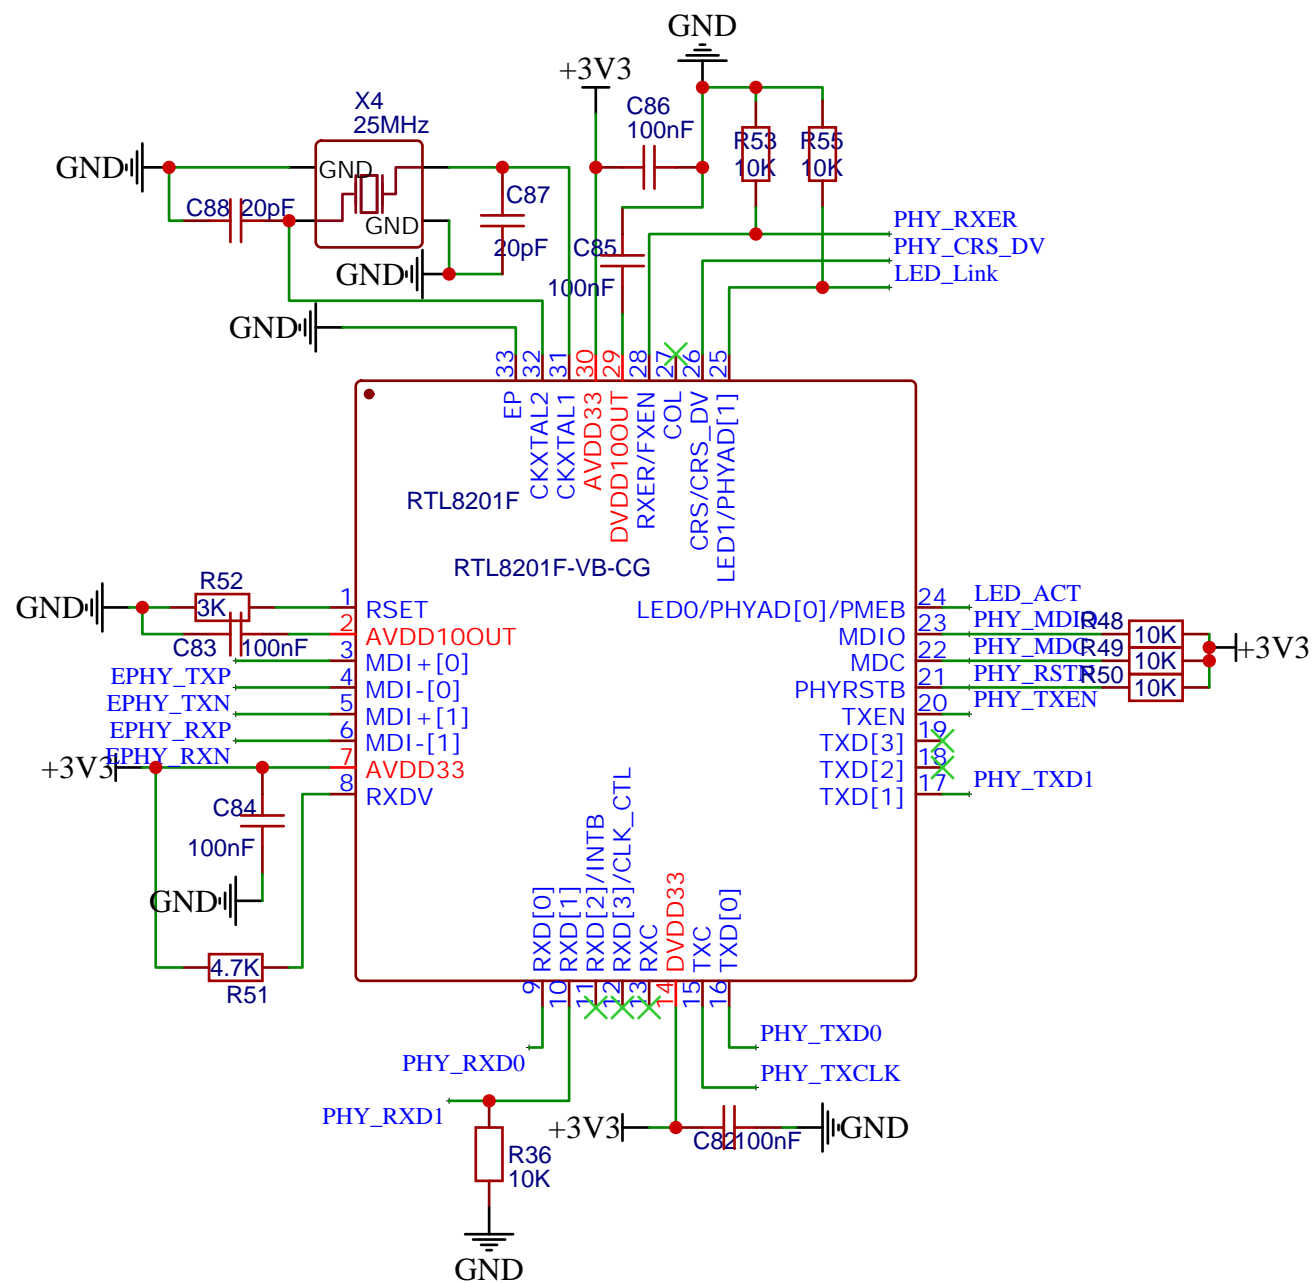 GND
+3V3
X4
25MHz
C86
100nF
R53
10K
R55
10K
GND
GND
GND
C88
20pF
C87
20pF
GND
C85
100nF
PHY_RXER
PHY_CRS_DV
LED_Link
GND
33
32
31
30
29
28
27
26
25
EP
CKXTAL2
CKXTAL1
AVDD33
DVDD10OUT
RXER/FXEN
COL
CRS/CRS_DV
LED1/PHYAD[1]
RTL8201F
RTL8201F-VB-CG
GND
R52
3K
C83
100nF
EPHY_TXP
EPHY_TXN
EPHY_RXP
EPHY_RXN
+3V3
C84
100nF
GND
4.7K
R51
1 RSET
2 AVDD10OUT
3 MDI+[0]
4 MDI-[0]
5 MDI+[1]
6 MDI-[1]
7 AVDD33
8 RXDV
LED0/PHYAD[0]/PMEB 24
MDIO 23
MDC 22
PHYRSTB 21
TXEN 20
TXD[3] 19
TXD[2] 18
TXD[1] 17
LED_ACT
PHY_MDIO
R48
10K
PHY_MDC
R49
10K
PHY_RSTN
R50
10K
+3V3
PHY_TXEN
PHY_TXD1
RXD[0]
RXD[1]
RXD[2]/INTB
RXD[3]/CLK_CTL
RXC
DVDD33
TXC
TXD[0]
9
10
11
12
13
14
15
16
PHY_RXD0
PHY_RXD1
PHY_TXD0
PHY_TXCLK
+3V3
C82
100nF
GND
R36
10K
GND